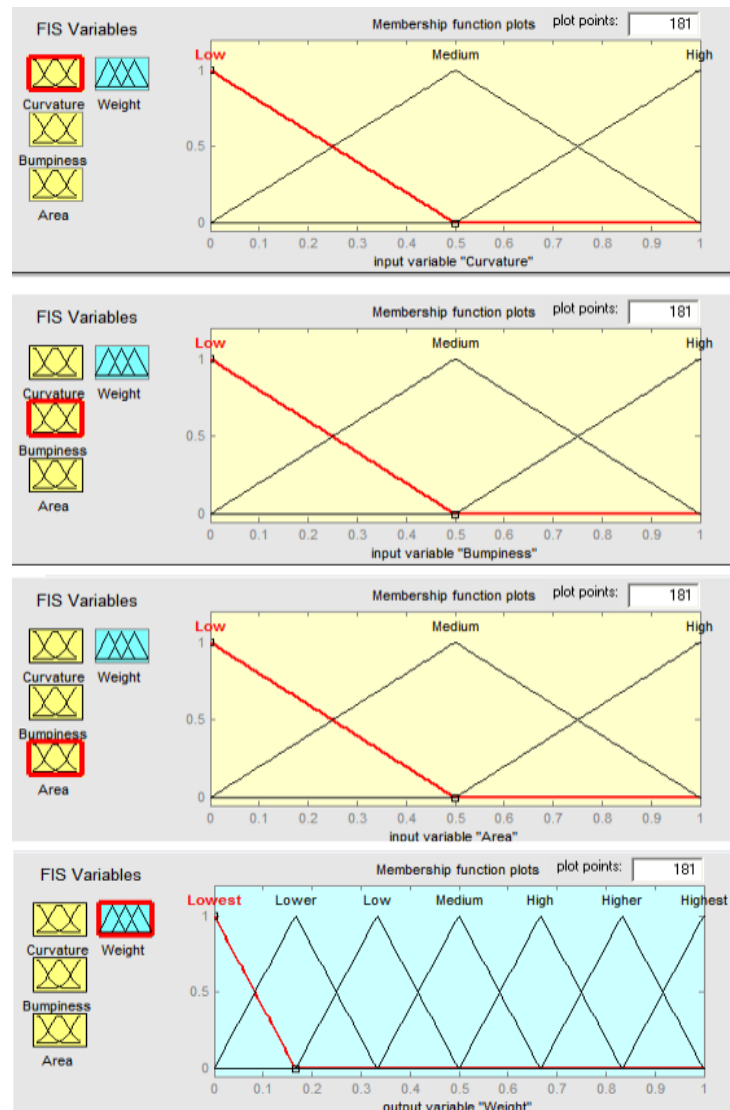 FIS Variables
Membership function plots plot points: 181
Low Medium High
Curvature Weight
Bumpiness
Area
1
0.5
0
0 0.1 0.2 0.3 0.4 0.5 0.6 0.7 0.8 0.9 1
input variable "Curvature"
FIS Variables
Membership function plots plot points: 181
Low Medium High
Curvature Weight
Bumpiness
Area
1
0.5
0
0 0.1 0.2 0.3 0.4 0.5 0.6 0.7 0.8 0.9 1
input variable "Bumpiness"
FIS Variables
Membership function plots plot points: 181
Low Medium High
Curvature Weight
Bumpiness
Area
1
0.5
0
0 0.1 0.2 0.3 0.4 0.5 0.6 0.7 0.8 0.9 1
input variable "Area"
FIS Variables
Membership function plots plot points: 181
Lowest Lower Low Medium High Higher Highest
Curvature Weight
Bumpiness
Area
1
0.5
0
0 0.1 0.2 0.3 0.4 0.5 0.6 0.7 0.8 0.9 1
output variable "Weight"